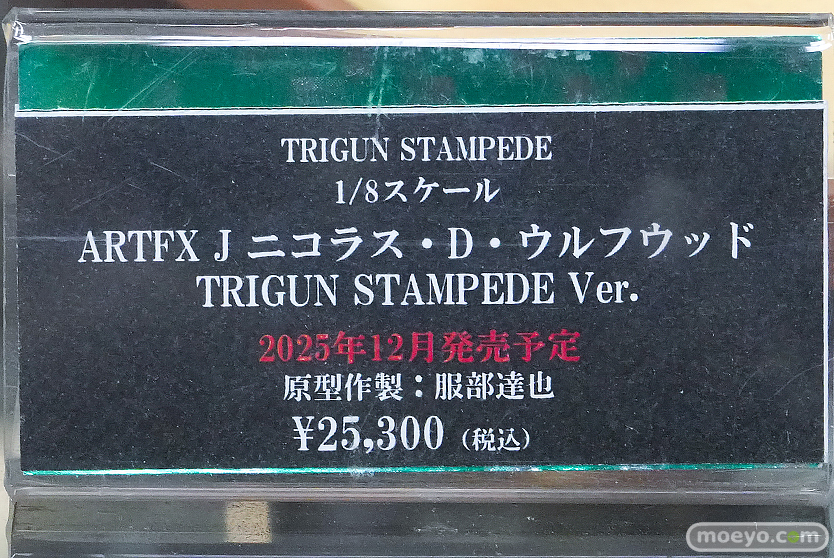 TRIGUN STAMPEDE
1/8スケール
ARTFX J ニコラス・D・ウルフウッド
TRIGUN STAMPEDE Ver.
2025年12月発売予定
原型作製：服部達也
¥25,300（税込）
moeyo.com